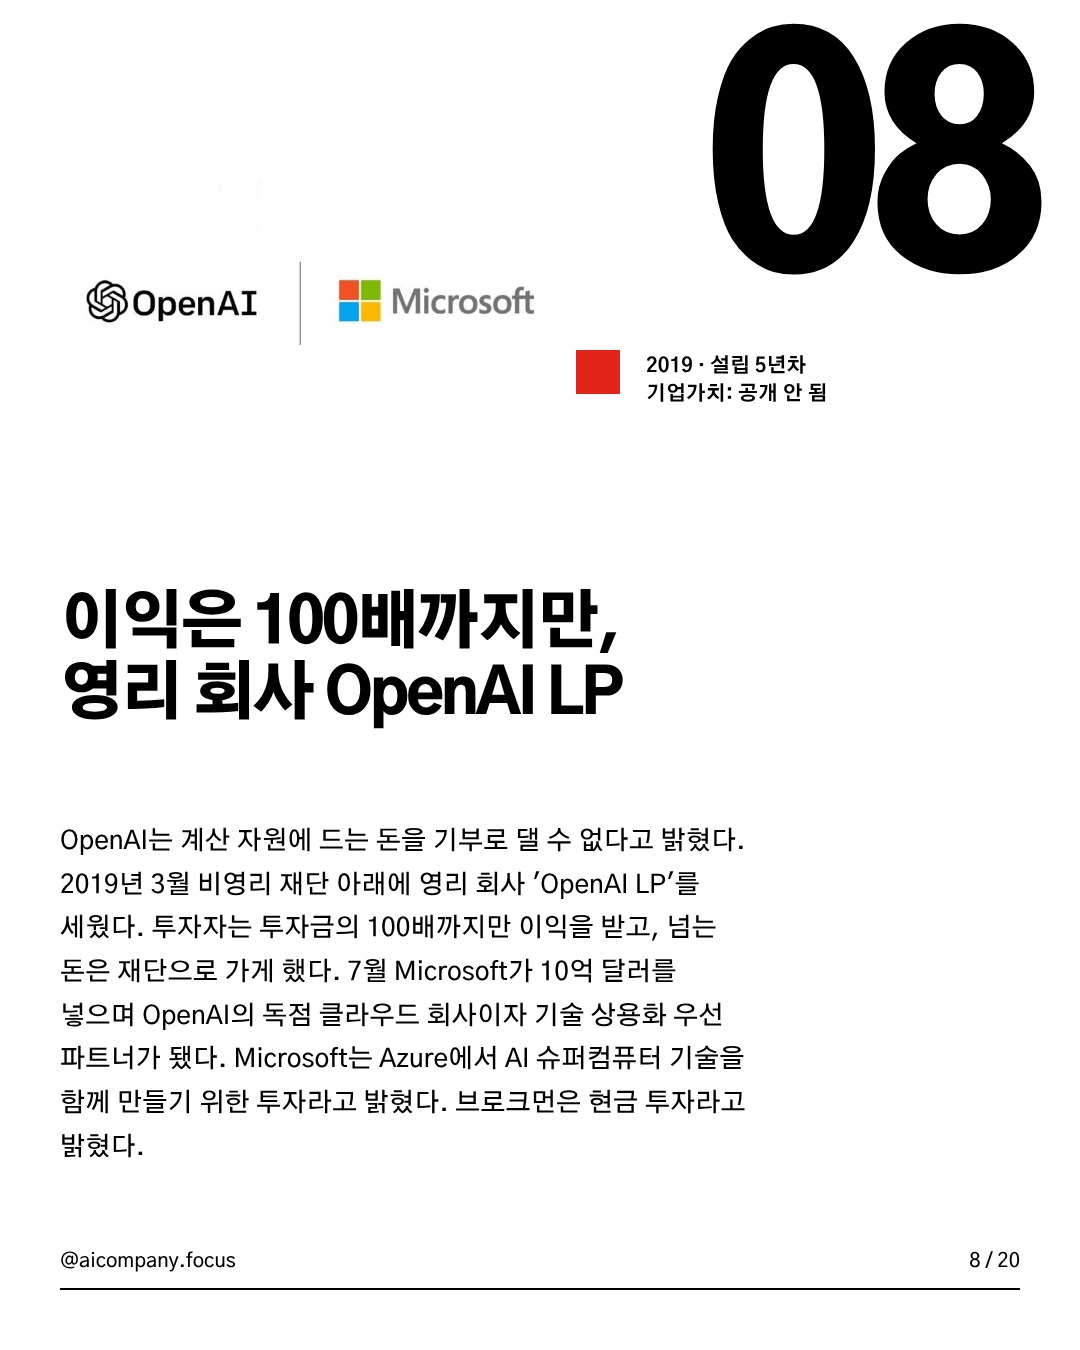 08
OpenAI
Microsoft
2019 · 설립 5년차
기업가치: 공개 안 됨
이익은 100배까지만,
영리 회사 OpenAI LP
OpenAI는 계산 자원에 드는 돈을 기부로 댈 수 없다고 밝혔다.
2019년 3월 비영리 재단 아래에 영리 회사 'OpenAI LP'를
세웠다. 투자자는 투자금의 100배까지만 이익을 받고, 넘는
돈은 재단으로 가게 했다. 7월 Microsoft가 10억 달러를
넣으며 OpenAI의 독점 클라우드 회사이자 기술 상용화 우선
파트너가 됐다. Microsoft는 Azure에서 AI 슈퍼컴퓨터 기술을
함께 만들기 위한 투자라고 밝혔다. 브로크먼은 현금 투자라고
밝혔다.
@aicompany.focus
8 / 20